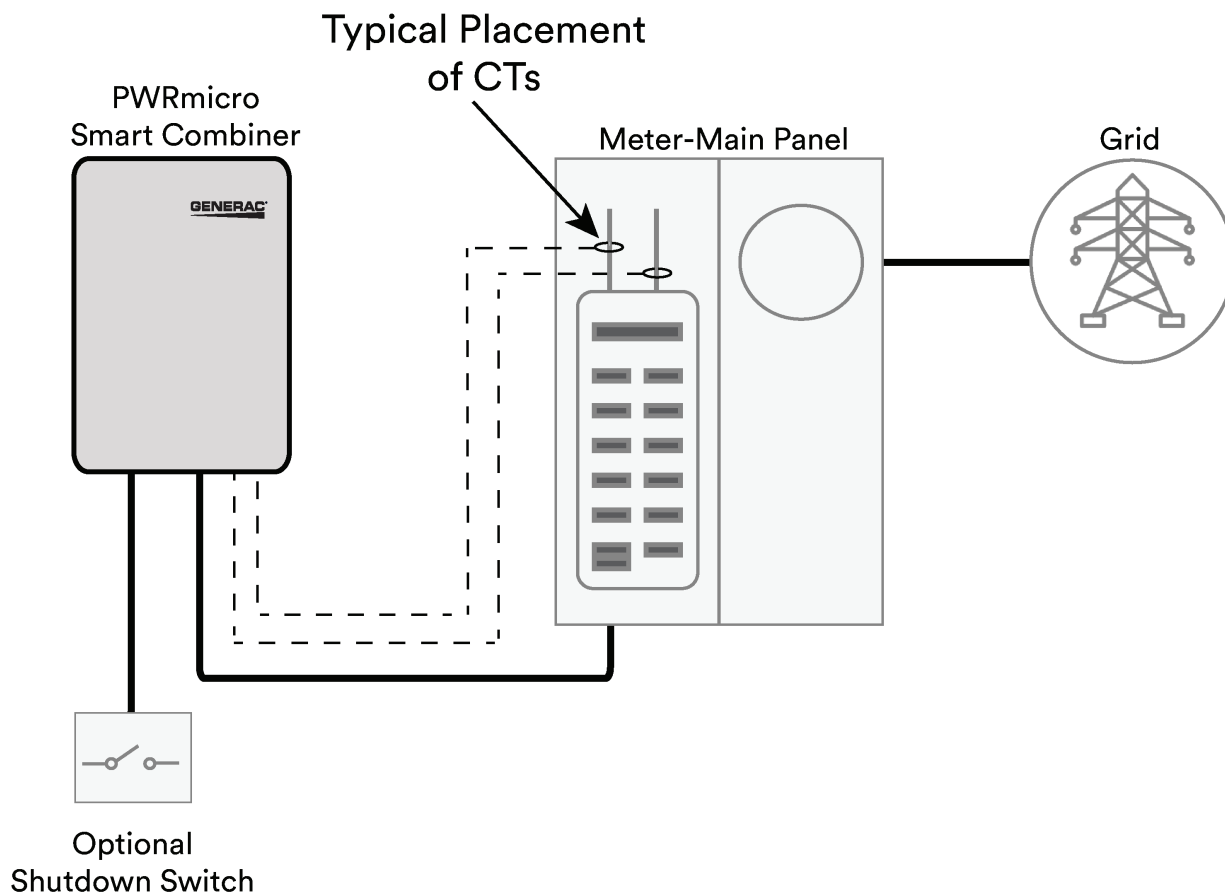 Typical Placement
of CTs
PWRmicro
Smart Combiner
Meter-Main Panel
Grid
GENERAC
Optional
Shutdown Switch